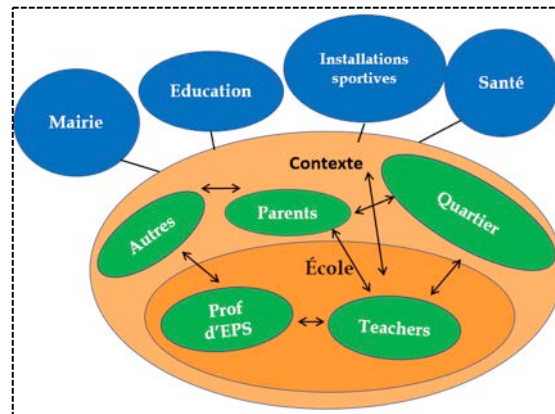 Installations
sportives
Education
Santé
Mairie
Contexte
Parents
Quartier
Autres
École
Prof
d'EPS
Teachers